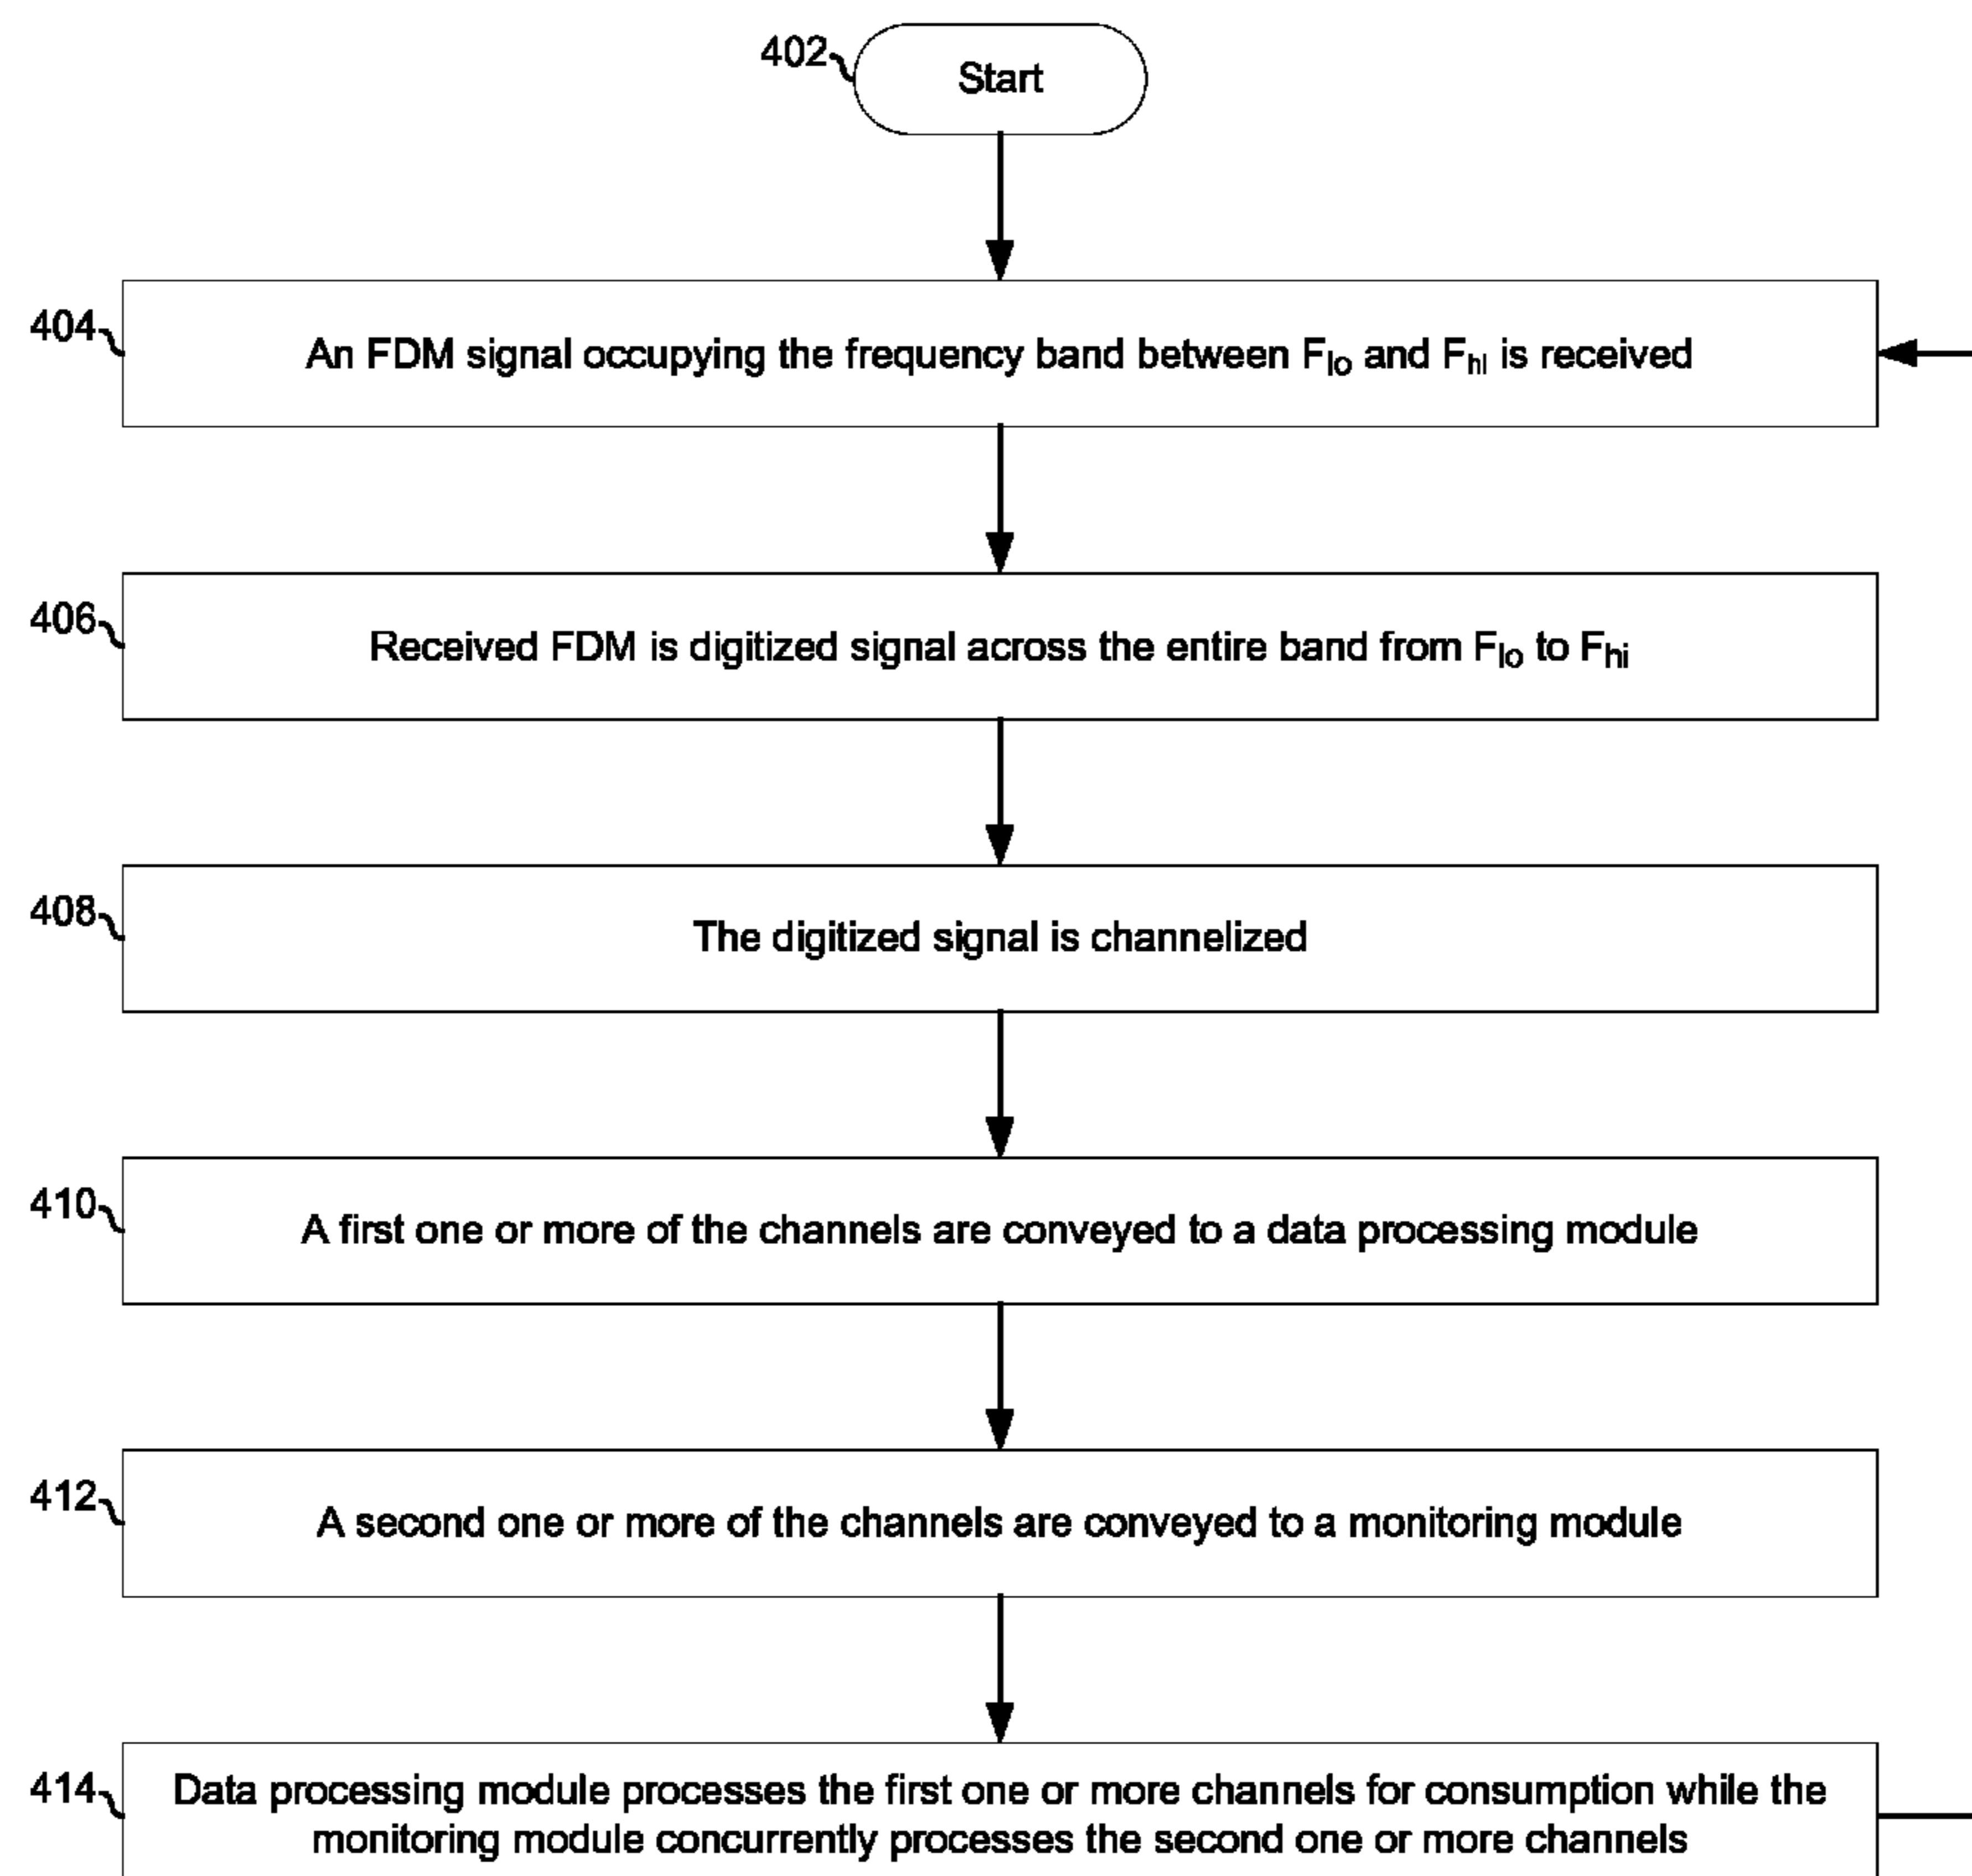 402
Start
404
An FDM signal occupying the frequency band between Flo and Fhi is received
406
Received FDM is digitized signal across the entire band from Flo to Fhi
408
The digitized signal is channelized
410
A first one or more of the channels are conveyed to a data processing module
412
A second one or more of the channels are conveyed to a monitoring module
414
Data processing module processes the first one or more channels for consumption while the
monitoring module concurrently processes the second one or more channels